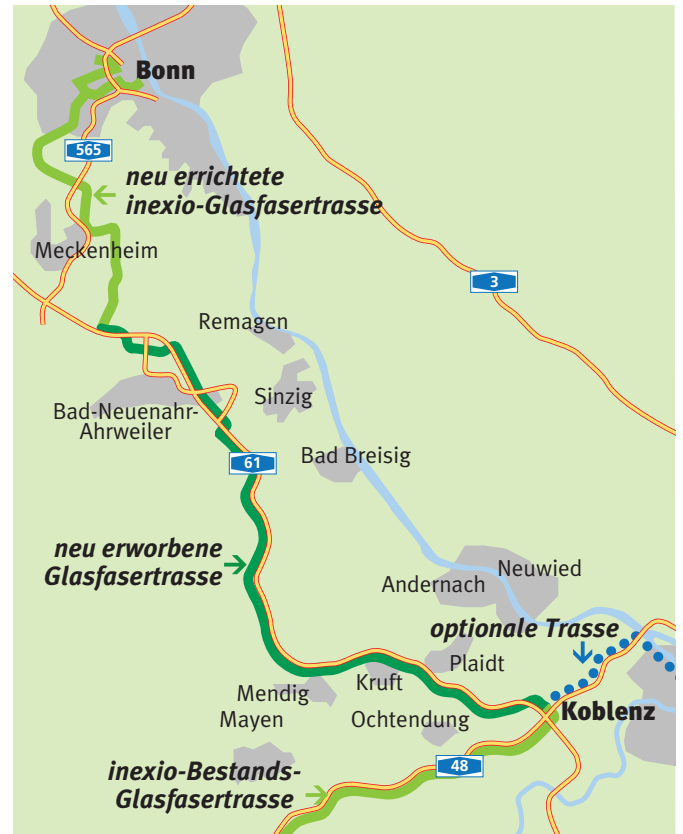 Bonn
565
neu errichtete
inexio-Glasfasertrasse
Meckenheim
3
Remagen
Sinzig
Bad-Neuenahr-
Ahrweiler
Bad Breisig
61
neu erworbene
Glasfasertrasse
Neuwied
Andernach
optionale Trasse
Plaidt
Kruft
Mendig
Mayen
Ochtendung
Koblenz
48
inexio-Bestands-
Glasfasertrasse